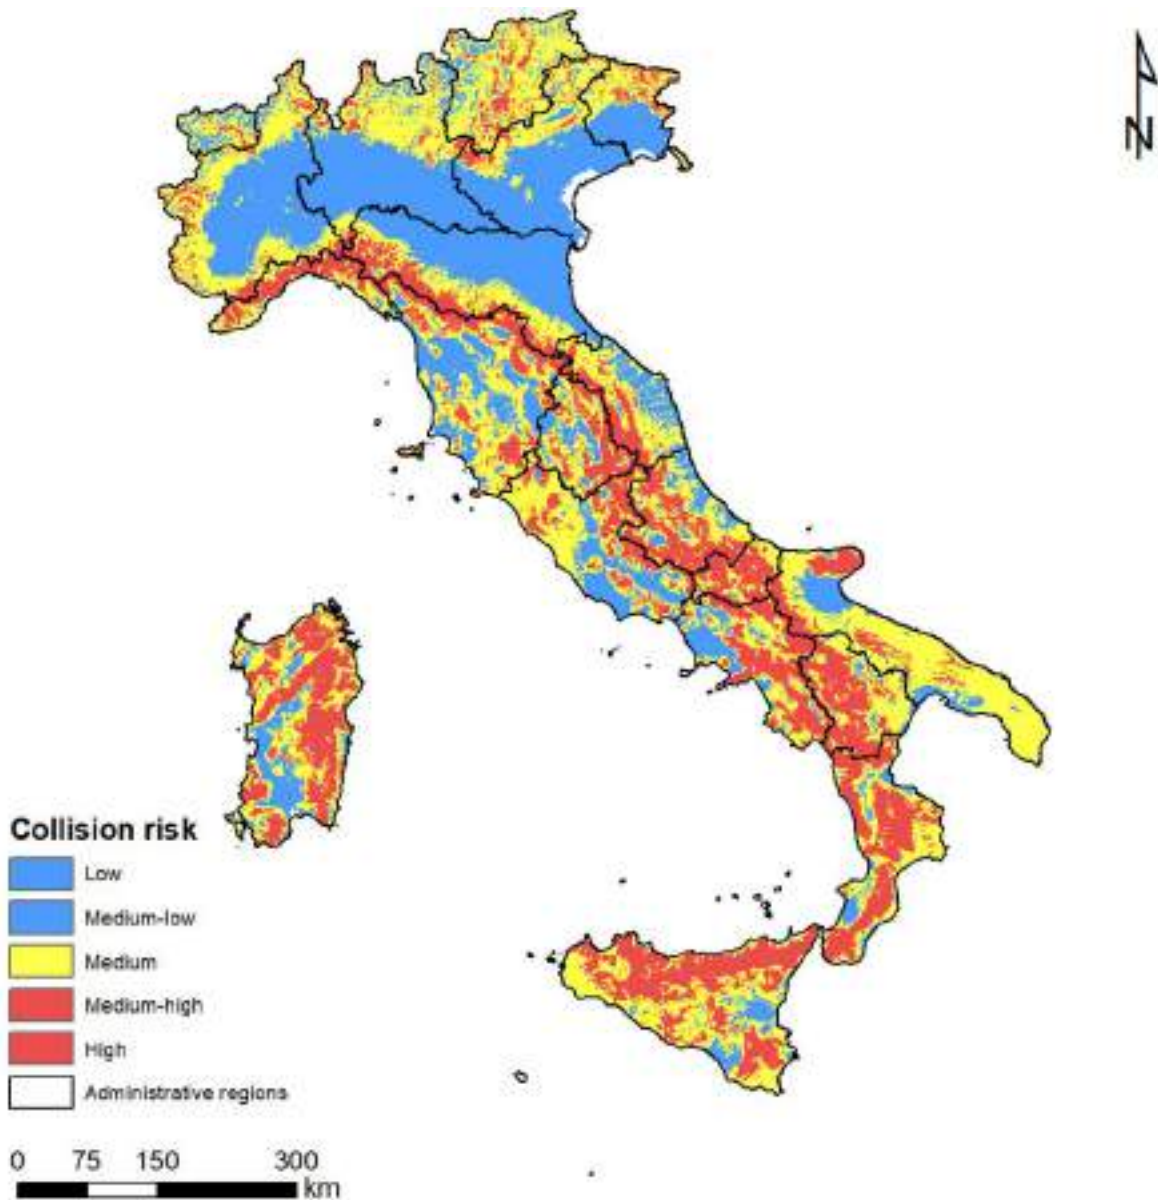 N
Collision risk
Low
Medium-low
Medium
Medium-high
High
Administrative regions
0 75 150 300
km